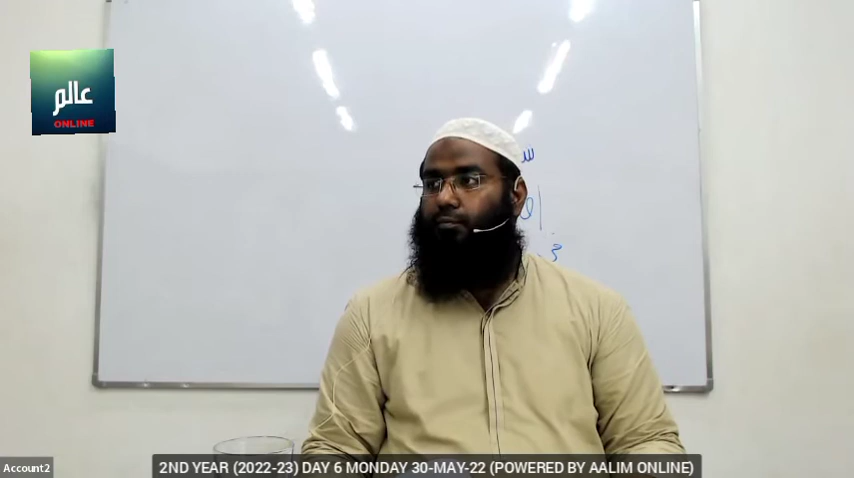 عالم
ONLINE
Account2
2ND YEAR (2022-23) DAY 6 MONDAY 30-MAY-22 (POWERED BY AALIM ONLINE)